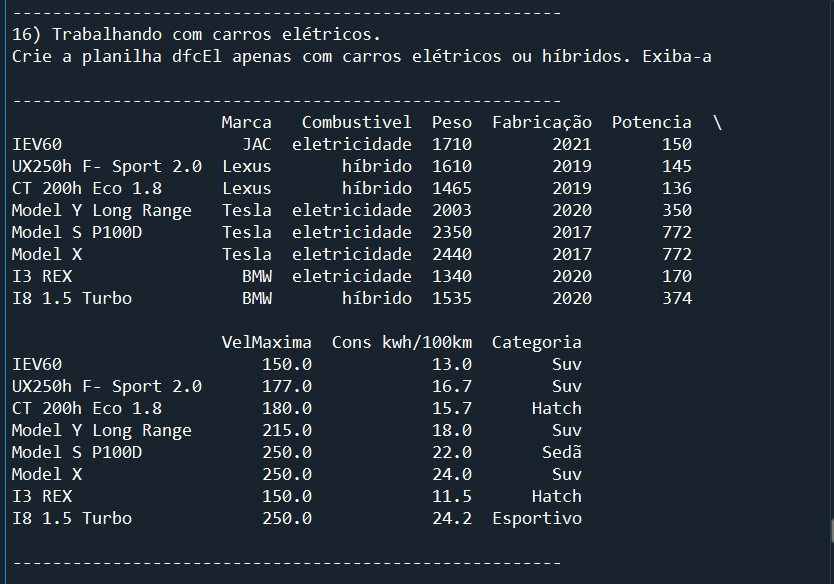 -------------------------------------------------------
16) Trabalhando com carros elétricos.
Crie a planilha dfcEl apenas com carros elétricos ou híbridos. Exiba-a
-------------------------------------------------------
                     Marca   Combustivel  Peso  Fabricação  Potencia  \
IEV60                  JAC  eletricidade  1710        2021       150
UX250h F- Sport 2.0  Lexus       híbrido  1610        2019       145
CT 200h Eco 1.8      Lexus       híbrido  1465        2019       136
Model Y Long Range   Tesla  eletricidade  2003        2020       350
Model S P100D        Tesla  eletricidade  2350        2017       772
Model X              Tesla  eletricidade  2440        2017       772
I3 REX                 BMW  eletricidade  1340        2020       170
I8 1.5 Turbo           BMW       híbrido  1535        2020       374
                     VelMaxima  Cons kwh/100km  Categoria
IEV60                    150.0            13.0        Suv
UX250h F- Sport 2.0      177.0            16.7        Suv
CT 200h Eco 1.8          180.0            15.7      Hatch
Model Y Long Range       215.0            18.0        Suv
Model S P100D            250.0            22.0       Sedã
Model X                  250.0            24.0        Suv
I3 REX                   150.0            11.5      Hatch
I8 1.5 Turbo             250.0            24.2  Esportivo
-------------------------------------------------------